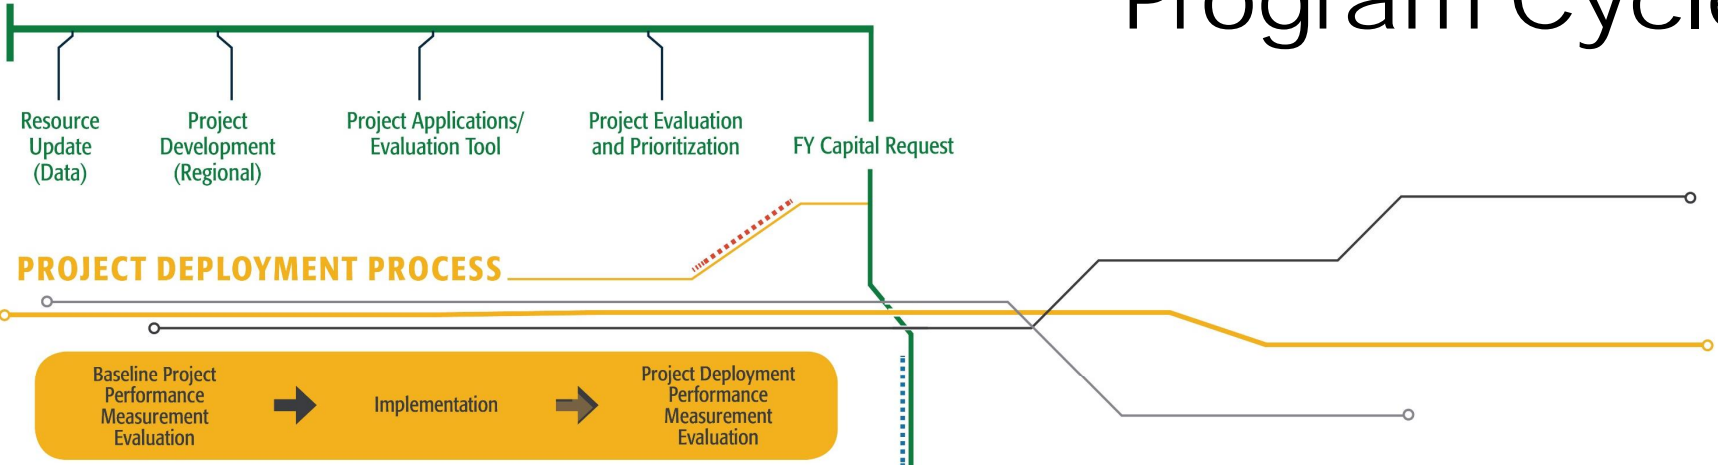 Program Cycle
Resource
Update
(Data)
Project
Development
(Regional)
Project Applications/
Evaluation Tool
Project Evaluation
and Prioritization
FY Capital Request
PROJECT DEPLOYMENT PROCESS
Baseline Project
Performance
Measurement
Evaluation
Implementation
Project Deployment
Performance
Measurement
Evaluation